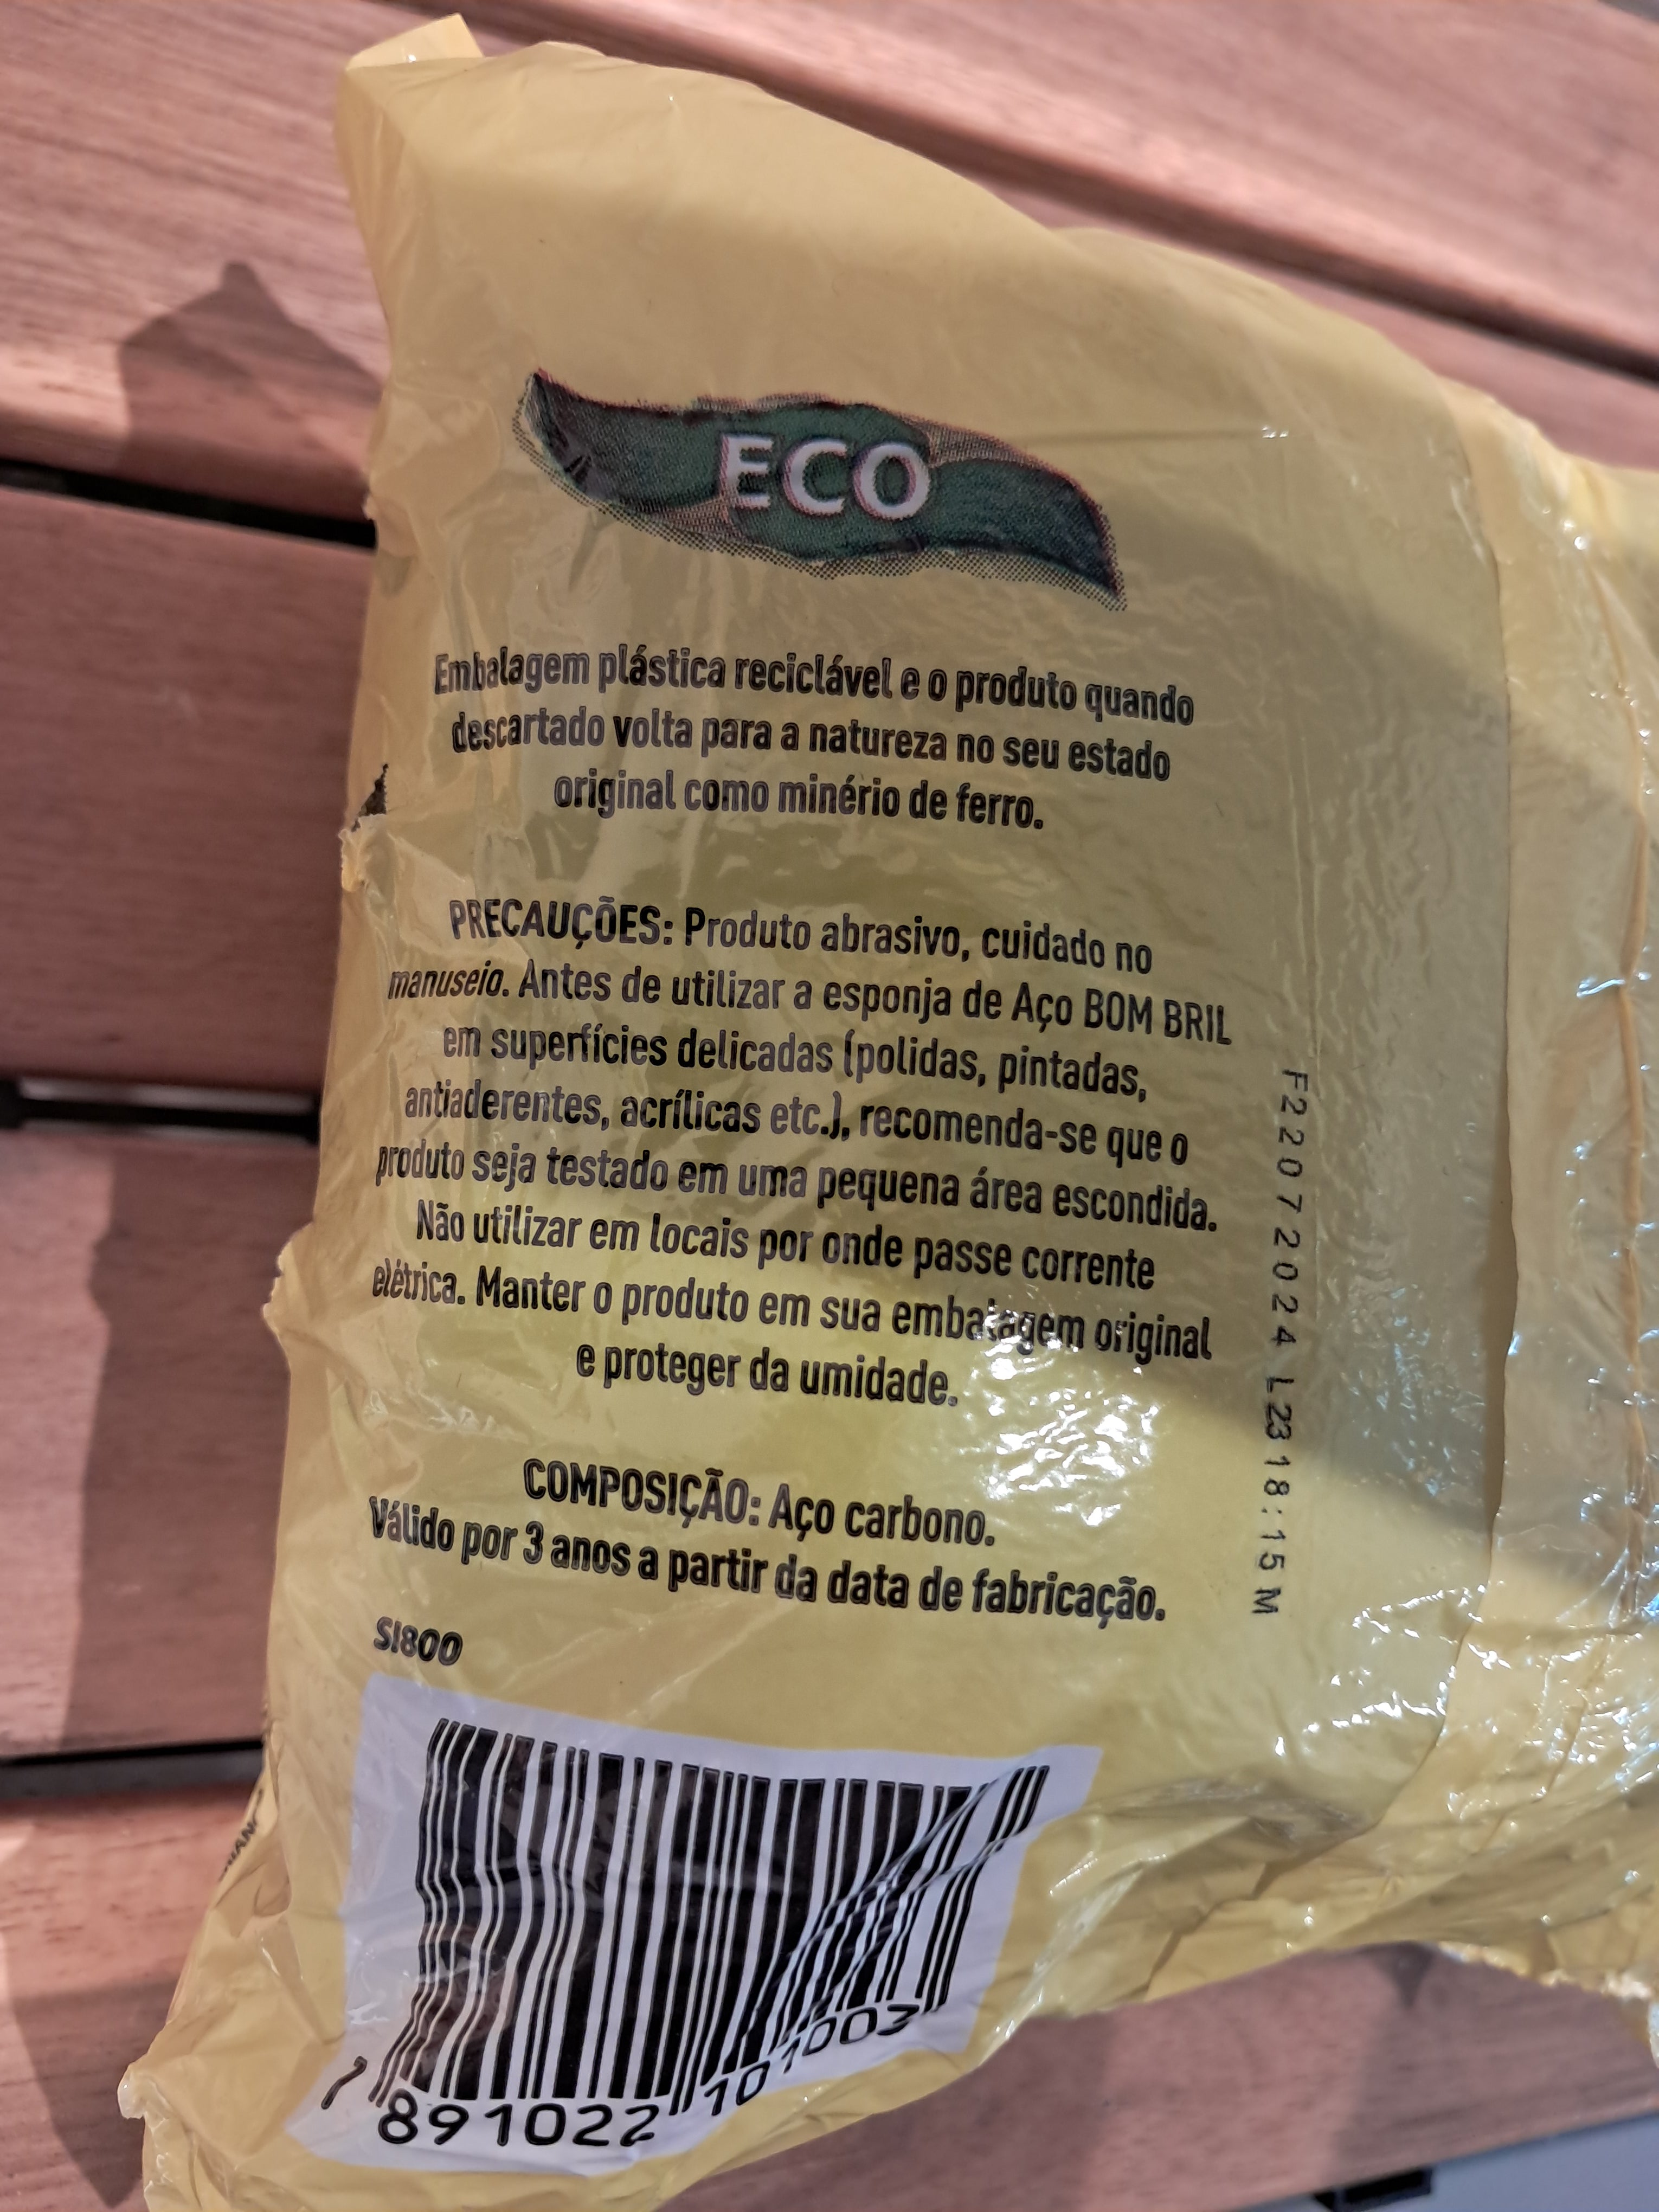 ECO
Embalagem plástica reciclável e o produto quando
descartado volta para a natureza no seu estado
original como minério de ferro.
PRECAUÇÕES: Produto abrasivo, cuidado no
manuseio. Antes de utilizar a esponja de Aço BOM BRIL
em superfícies delicadas (polidas, pintadas,
antiaderentes, acrílicas etc.), recomenda-se que o
produto seja testado em uma pequena área escondida.
Não utilizar em locais por onde passe corrente
elétrica. Manter o produto em sua embalagem original
e proteger da umidade.
COMPOSIÇÃO: Aço carbono.
Válido por 3 anos a partir da data de fabricação.
SI800
7 891022 101003
F22072024 L23 18:15 M